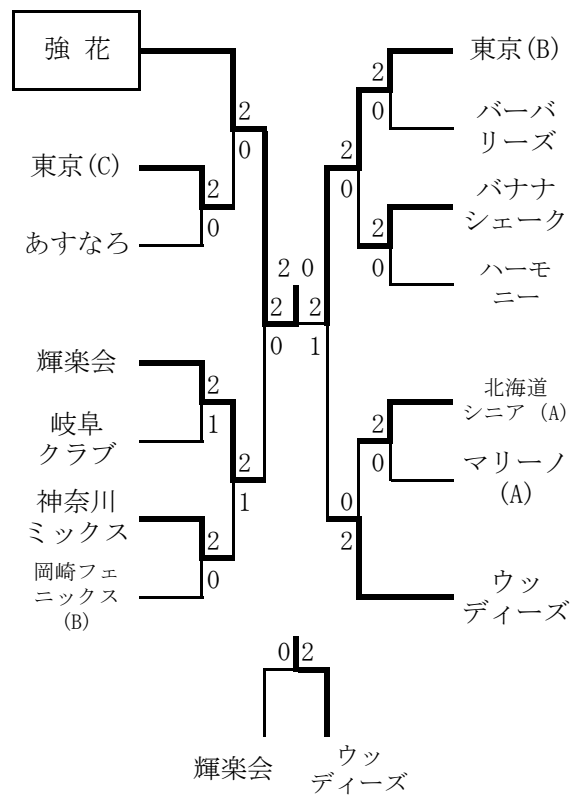 強 花
2
0
東京(C)
2
0
あすなろ
2 0
2
0
輝楽会
2
1
岐阜
クラブ
2
1
神奈川
ミックス
2
0
岡崎フェ
ニックス
(B)
東京(B)
2
0
バーバ
リーズ
2
0
バナナ
シェーク
2
0
ハーモ
ニー
2
1
北海道
シニア (A)
2
0
マリーノ
(A)
0
2
ウッ
ディーズ
0 2
輝楽会
ウッ
ディーズ